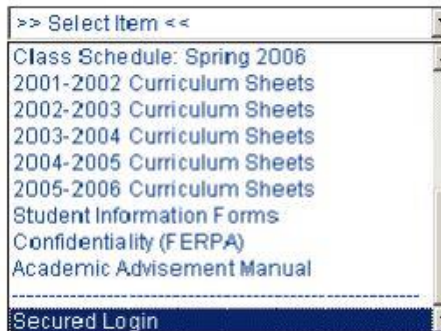 >> Select Item <<
Class Schedule: Spring 2006
2001-2002 Curriculum Sheets
2002-2003 Curriculum Sheets
2003-2004 Curriculum Sheets
2004-2005 Curriculum Sheets
2005-2006 Curriculum Sheets
Student Information Forms
Confidentiality (FERPA)
Academic Advisement Manual
--------------------------------------------------
Secured Login